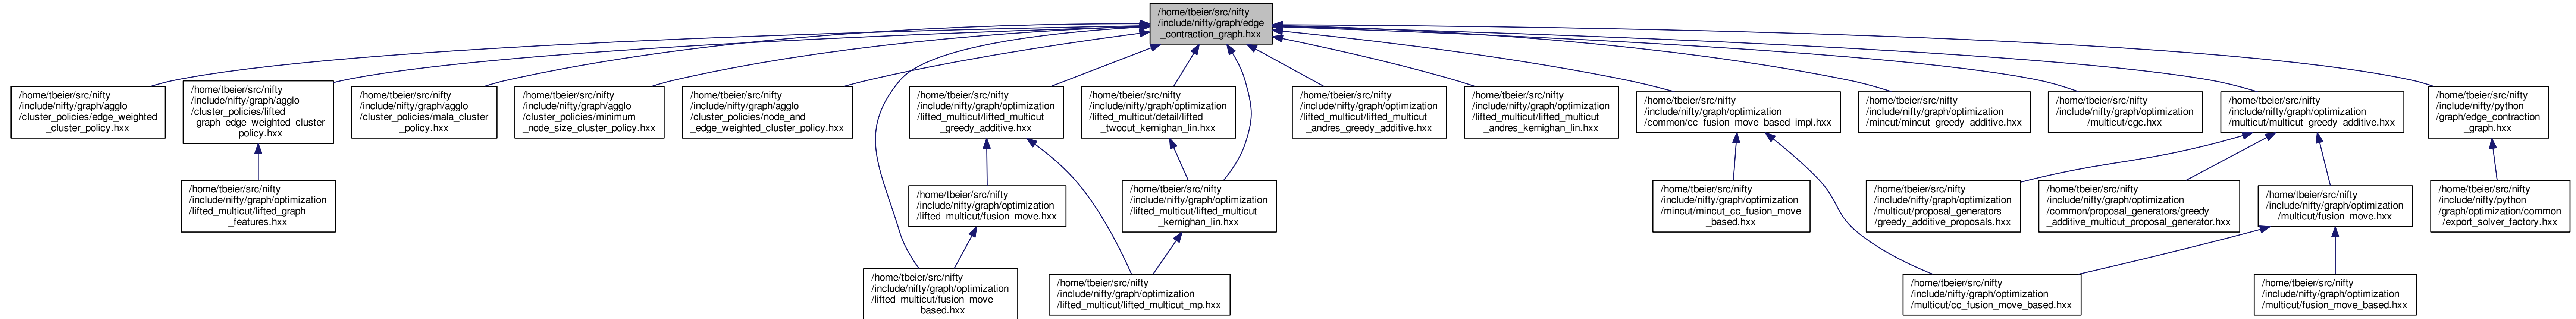 /home/tbeier/src/nifty
/include/nifty/graph/edge
_contraction_graph.hxx
/home/tbeier/src/nifty
/include/nifty/graph/agglo
/cluster_policies/edge_weighted
_cluster_policy.hxx
/home/tbeier/src/nifty
/include/nifty/graph/agglo
/cluster_policies/lifted
_graph_edge_weighted_cluster
_policy.hxx
/home/tbeier/src/nifty
/include/nifty/graph/agglo
/cluster_policies/mala_cluster
_policy.hxx
/home/tbeier/src/nifty
/include/nifty/graph/agglo
/cluster_policies/minimum
_node_size_cluster_policy.hxx
/home/tbeier/src/nifty
/include/nifty/graph/agglo
/cluster_policies/node_and
_edge_weighted_cluster_policy.hxx
/home/tbeier/src/nifty
/include/nifty/graph/optimization
/lifted_multicut/lifted_multicut
_greedy_additive.hxx
/home/tbeier/src/nifty
/include/nifty/graph/optimization
/lifted_multicut/detail/lifted
_twocut_kernighan_lin.hxx
/home/tbeier/src/nifty
/include/nifty/graph/optimization
/lifted_multicut/lifted_multicut
_andres_greedy_additive.hxx
/home/tbeier/src/nifty
/include/nifty/graph/optimization
/lifted_multicut/lifted_multicut
_andres_kernighan_lin.hxx
/home/tbeier/src/nifty
/include/nifty/graph/optimization
/common/cc_fusion_move_based_impl.hxx
/home/tbeier/src/nifty
/include/nifty/graph/optimization
/mincut/mincut_greedy_additive.hxx
/home/tbeier/src/nifty
/include/nifty/graph/optimization
/multicut/cgc.hxx
/home/tbeier/src/nifty
/include/nifty/graph/optimization
/multicut/multicut_greedy_additive.hxx
/home/tbeier/src/nifty
/include/nifty/python
/graph/edge_contraction
_graph.hxx
/home/tbeier/src/nifty
/include/nifty/graph/optimization
/lifted_multicut/lifted_graph
_features.hxx
/home/tbeier/src/nifty
/include/nifty/graph/optimization
/lifted_multicut/fusion_move.hxx
/home/tbeier/src/nifty
/include/nifty/graph/optimization
/lifted_multicut/lifted_multicut
_kernighan_lin.hxx
/home/tbeier/src/nifty
/include/nifty/graph/optimization
/mincut/mincut_cc_fusion_move
_based.hxx
/home/tbeier/src/nifty
/include/nifty/graph/optimization
/multicut/proposal_generators
/greedy_additive_proposals.hxx
/home/tbeier/src/nifty
/include/nifty/graph/optimization
/common/proposal_generators/greedy
_additive_multicut_proposal_generator.hxx
/home/tbeier/src/nifty
/include/nifty/graph/optimization
/multicut/fusion_move.hxx
/home/tbeier/src/nifty
/include/nifty/python
/graph/optimization/common
/export_solver_factory.hxx
/home/tbeier/src/nifty
/include/nifty/graph/optimization
/lifted_multicut/fusion_move
_based.hxx
/home/tbeier/src/nifty
/include/nifty/graph/optimization
/lifted_multicut/lifted_multicut_mp.hxx
/home/tbeier/src/nifty
/include/nifty/graph/optimization
/multicut/cc_fusion_move_based.hxx
/home/tbeier/src/nifty
/include/nifty/graph/optimization
/multicut/fusion_move_based.hxx